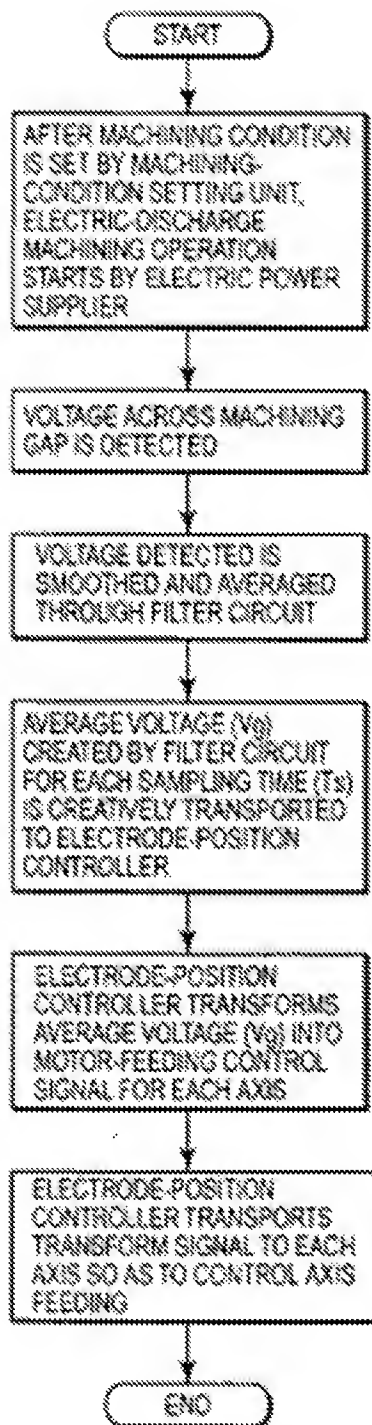 START
AFTER MACHINING CONDITION
IS SET BY MACHINING-
CONDITION SETTING UNIT,
ELECTRIC-DISCHARGE
MACHINING OPERATION
STARTS BY ELECTRIC POWER
SUPPLIER
VOLTAGE ACROSS MACHINING
GAP IS DETECTED
VOLTAGE DETECTED IS
SMOOTHED AND AVERAGED
THROUGH FILTER CIRCUIT
AVERAGE VOLTAGE (Vg)
CREATED BY FILTER CIRCUIT
FOR EACH SAMPLING TIME (Ts)
IS CREATIVELY TRANSPORTED
TO ELECTRODE-POSITION
CONTROLLER
ELECTRODE-POSITION
CONTROLLER TRANSFORMS
AVERAGE VOLTAGE (Vg) INTO
MOTOR-FEEDING CONTROL
SIGNAL FOR EACH AXIS
ELECTRODE-POSITION
CONTROLLER TRANSPORTS
TRANSFORM SIGNAL TO EACH
AXIS SO AS TO CONTROL AXIS
FEEDING
END